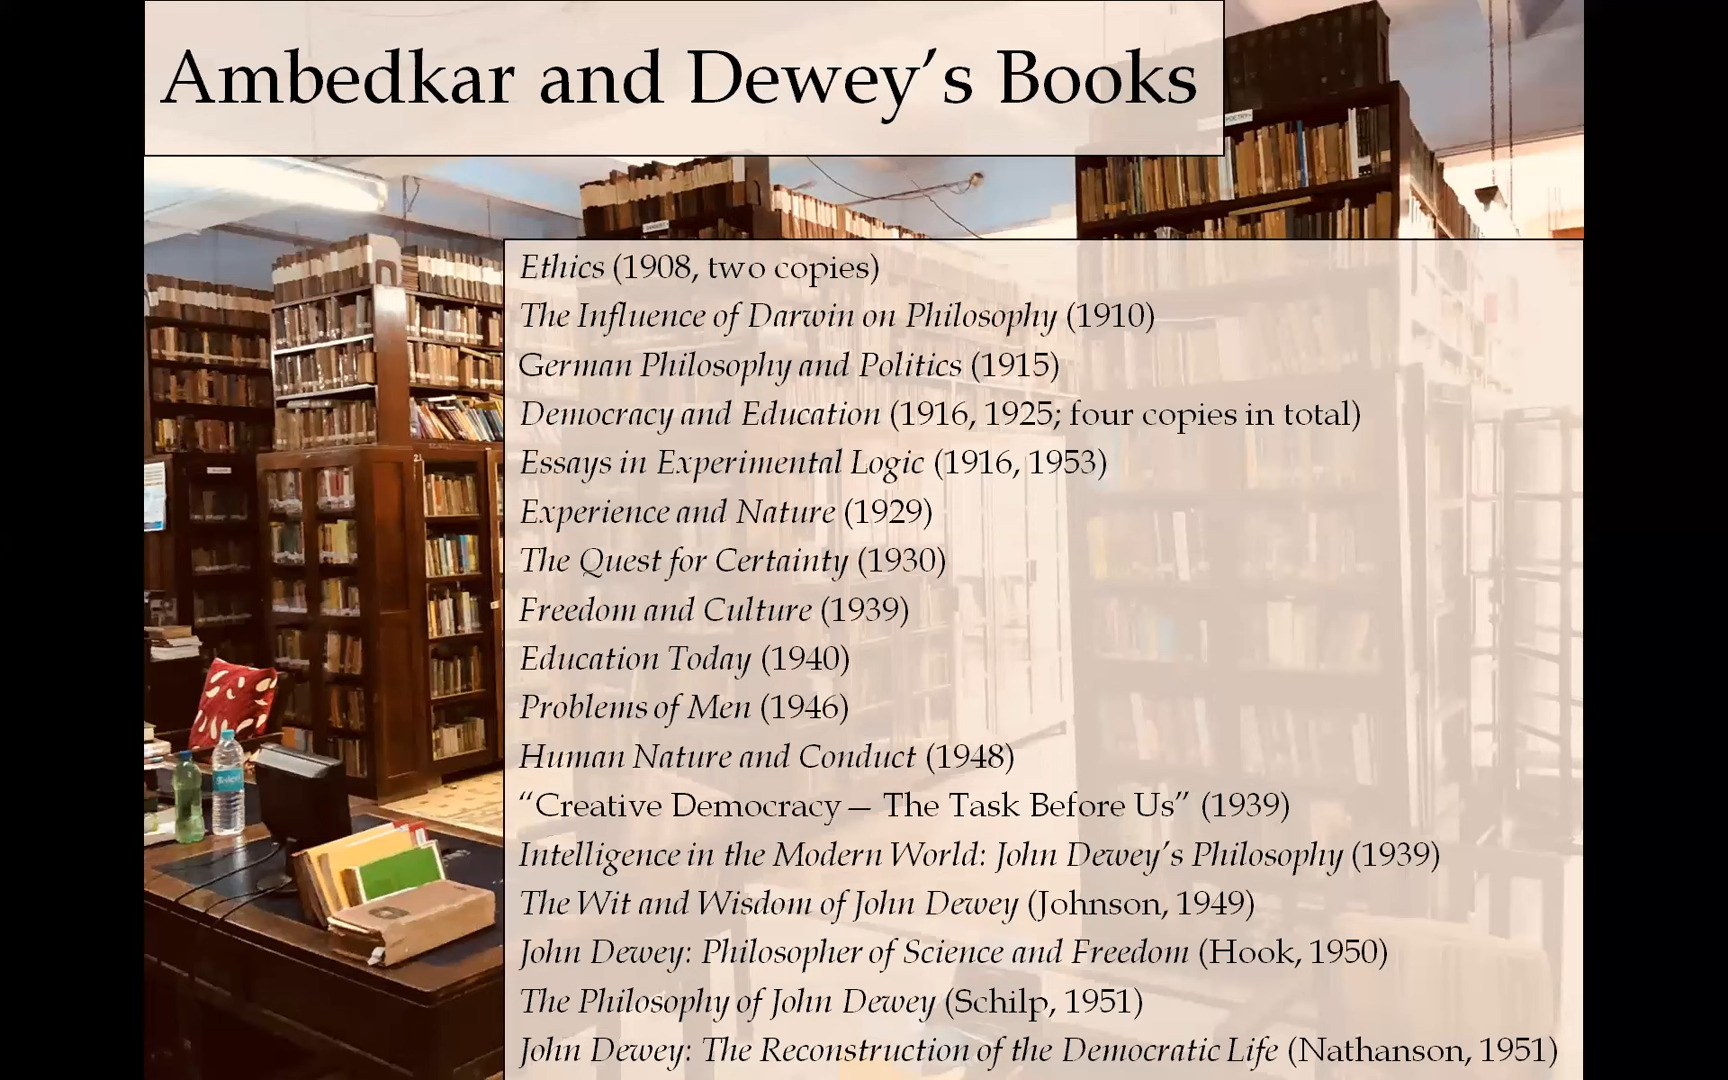 Ambedkar and Dewey's Books
Ethics (1908, two copies)
The Influence of Darwin on Philosophy (1910)
German Philosophy and Politics (1915)
Democracy and Education (1916, 1925; four copies in total)
Essays in Experimental Logic (1916, 1953)
Experience and Nature (1929)
The Quest for Certainty (1930)
Freedom and Culture (1939)
Education Today (1940)
Problems of Men (1946)
Human Nature and Conduct (1948)
“Creative Democracy — The Task Before Us” (1939)
Intelligence in the Modern World: John Dewey's Philosophy (1939)
The Wit and Wisdom of John Dewey (Johnson, 1949)
John Dewey: Philosopher of Science and Freedom (Hook, 1950)
The Philosophy of John Dewey (Schilp, 1951)
John Dewey: The Reconstruction of the Democratic Life (Nathanson, 1951)